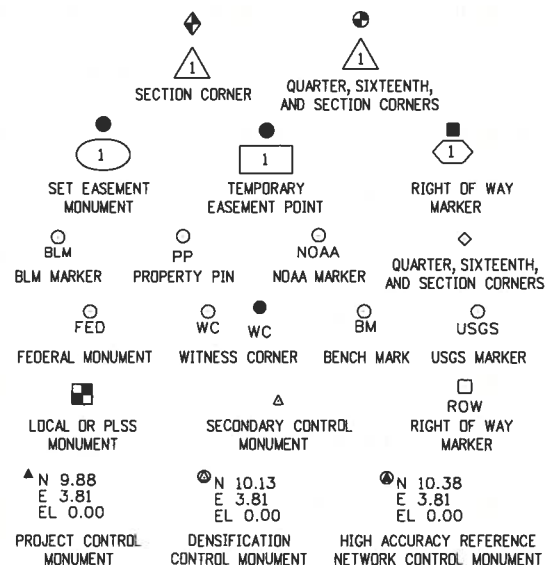 1
1
SECTION CORNER
QUARTER, SIXTEENTH,
AND SECTION CORNERS
1
1
1
SET EASEMENT
MONUMENT
TEMPORARY
EASEMENT POINT
RIGHT OF WAY
MARKER
BLM
PP
NOAA
BLM MARKER
PROPERTY PIN
NOAA MARKER
QUARTER, SIXTEENTH,
AND SECTION CORNERS
FED
WC
WC
BM
USGS
FEDERAL MONUMENT
WITNESS CORNER
BENCH MARK
USGS MARKER
LOCAL OR PLSS
MONUMENT
SECONDARY CONTROL
MONUMENT
ROW
RIGHT OF WAY
MARKER
N 9.88
E 3.81
EL 0.00
PROJECT CONTROL
MONUMENT
N 10.13
E 3.81
EL 0.00
DENSIFICATION
CONTROL MONUMENT
N 10.38
E 3.81
EL 0.00
HIGH ACCURACY REFERENCE
NETWORK CONTROL MONUMENT